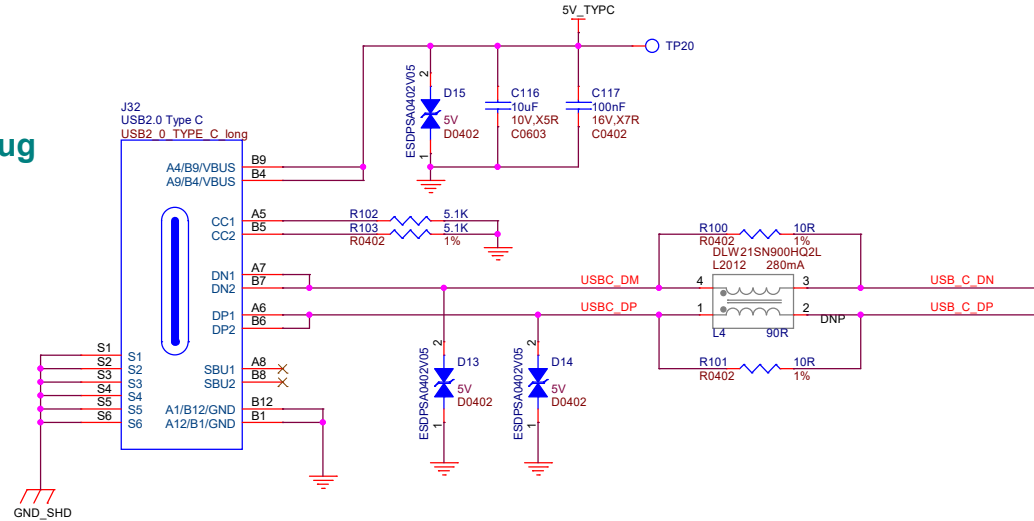 5V_TYPC
TP20
ug
J32
USB2.0 Type C
USB2_0_TYPE_C_long
ESDPSA0402V05
2
1
D15
5V
D0402
C116
10uF
10V,X5R
C0603
C117
100nF
16V,X7R
C0402
A4/B9/VBUS B9
A9/B4/VBUS B4
CC1 A5
CC2 B5
R102 5.1K
R103 5.1K
R0402 1%
DN1 A7
DN2 B7
DP1 A6
DP2 B6
SBU1 A8
SBU2 B8
A1/B12/GND B12
A12/B1/GND B1
S1 S1
S2 S2
S3 S3
S4 S4
S5 S5
S6 S6
GND_SHD
USBC_DM
USBC_DP
ESDPSA0402V05
2
1
D13
5V
D0402
ESDPSA0402V05
2
1
D14
5V
D0402
R100 10R
R0402 1%
DLW21SN900HQ2L
L2012 280mA
4 3
1 2
DNP
L4 90R
R101 10R
R0402 1%
USB_C_DN
USB_C_DP